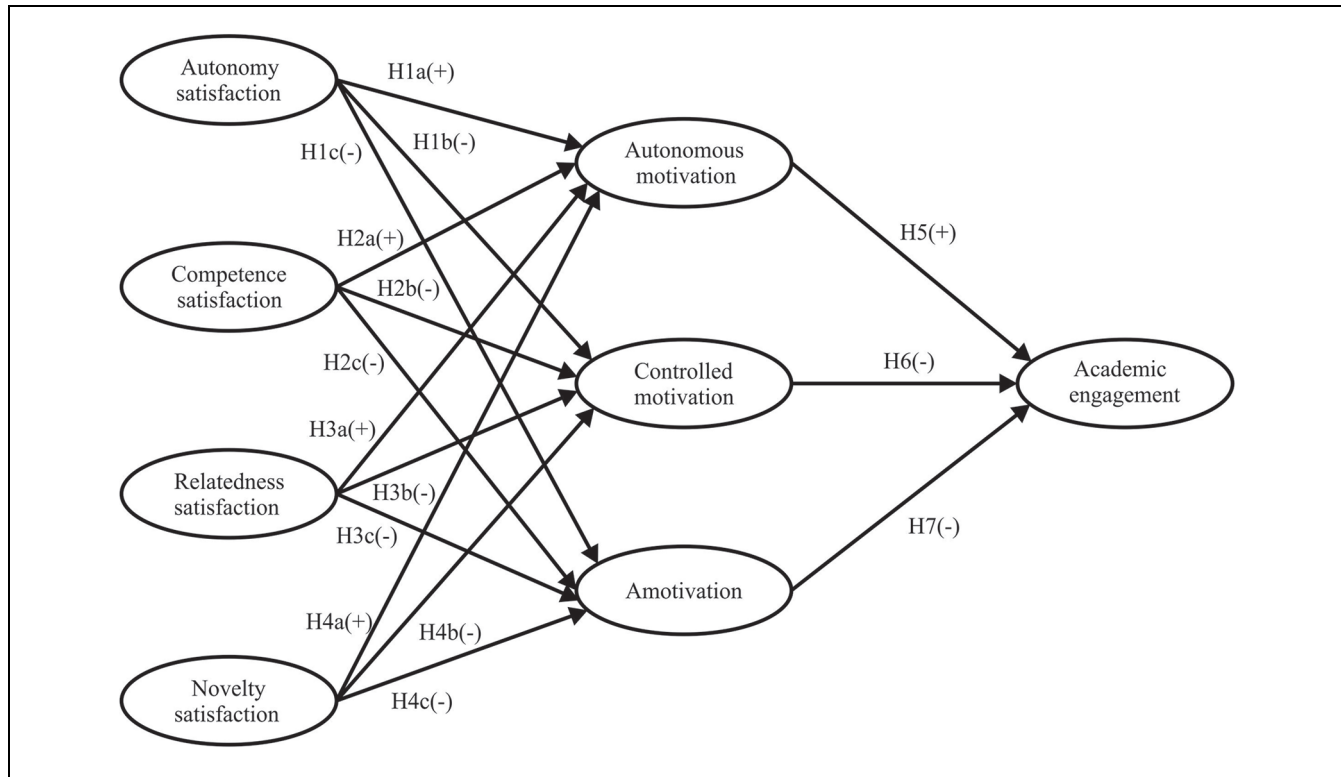 Autonomy
satisfaction
H1a(+)
H1b(-)
H1c(-)
Autonomous
motivation
H2a(+)
H5(+)
Competence
satisfaction
H2b(-)
H2c(-)
Controlled
motivation
H6(-)
Academic
engagement
H3a(+)
Relatedness
satisfaction
H3b(-)
H3c(-)
H7(-)
Amotivation
H4a(+)
H4b(-)
H4c(-)
Novelty
satisfaction